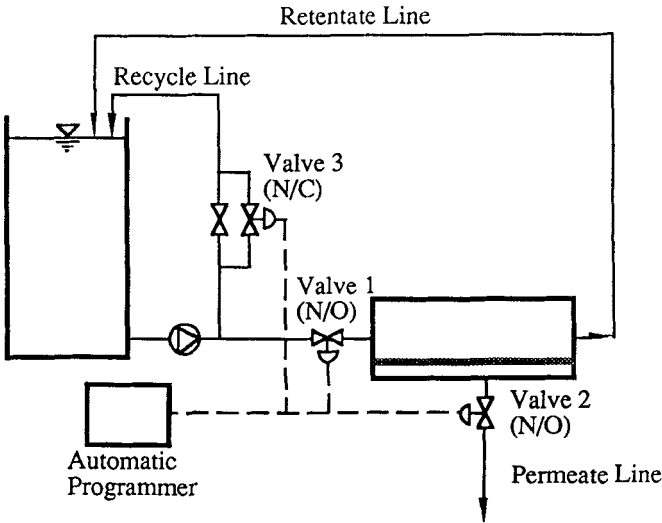 Retentate Line
Recycle Line
Valve 3
(N/C)
Valve 1
(N/O)
Valve 2
(N/O)
Automatic
Programmer
Permeate Line